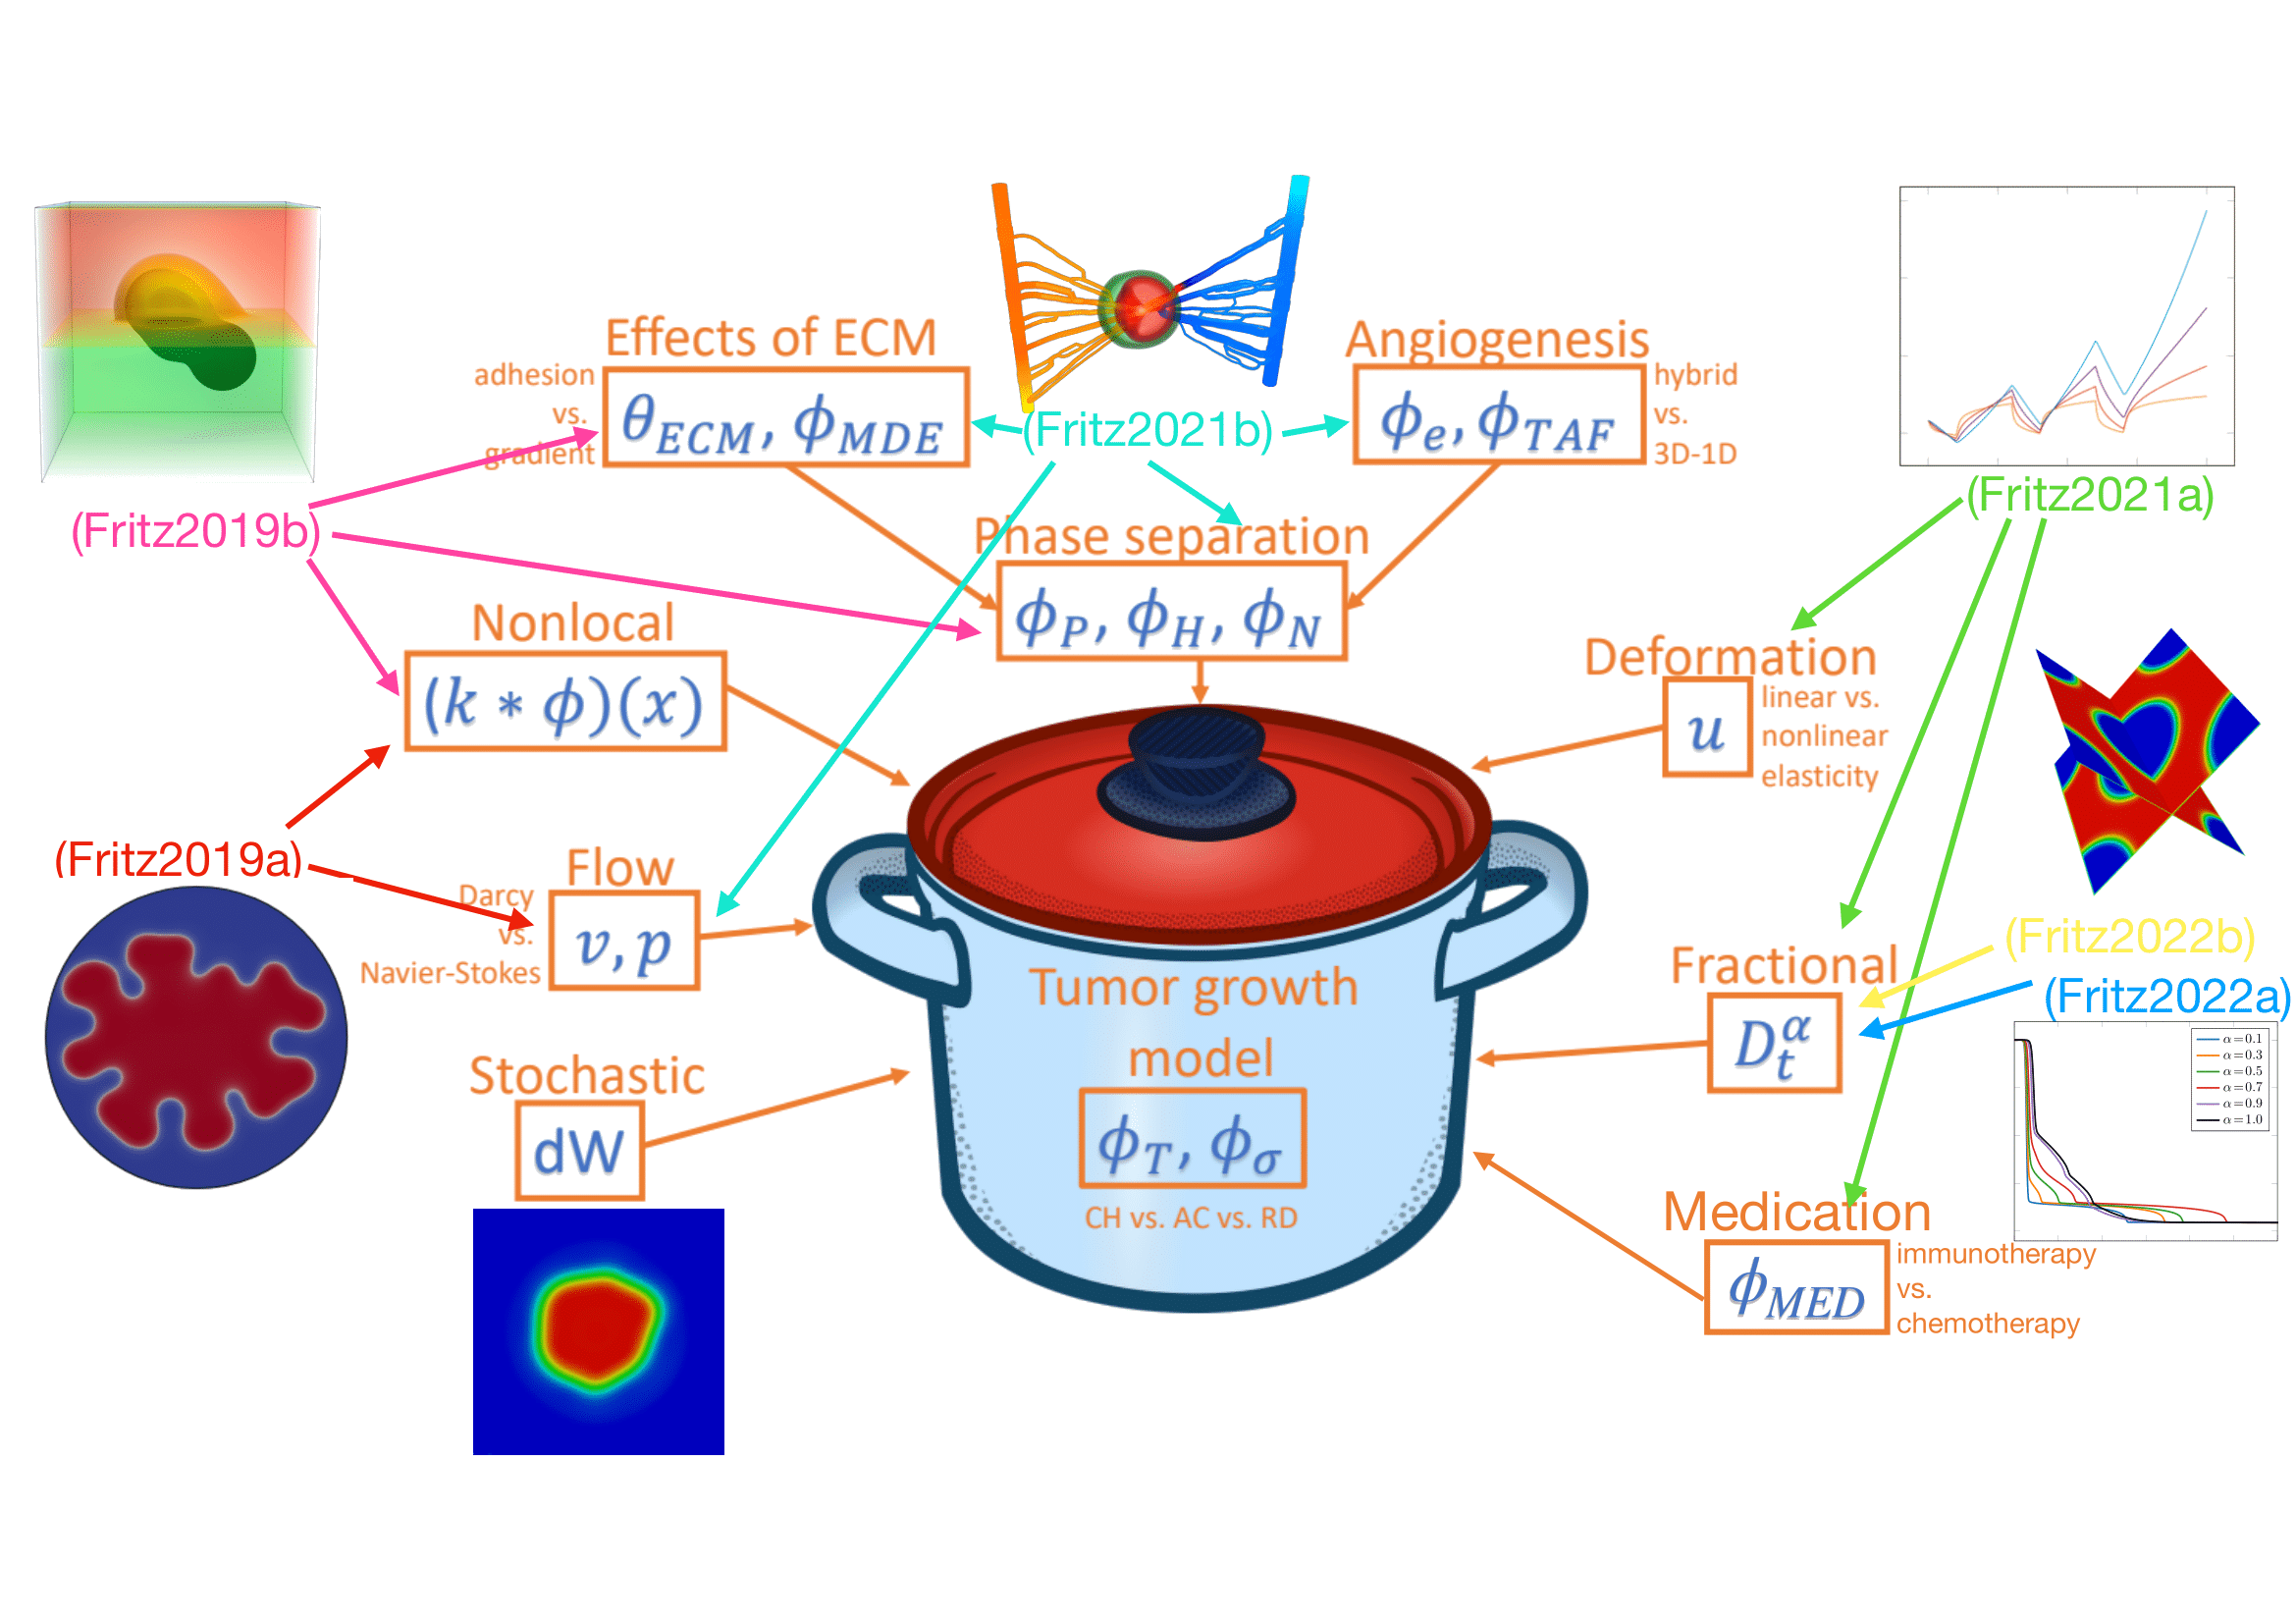 Effects of ECM
adhesion
vs.
gradient
θ_ECM, ϕ_MDE
(Fritz2021b)
Angiogenesis
ϕ_e, ϕ_TAF
hybrid
vs.
3D-1D
(Fritz2021a)
(Fritz2019b)
Phase separation
ϕ_P, ϕ_H, ϕ_N
Nonlocal
(k * ϕ)(x)
Deformation
u
linear vs.
nonlinear
elasticity
(Fritz2019a)
Flow
Darcy
vs.
Navier-Stokes
v, p
(Fritz2022b)
Fractional
(Fritz2022a)
D_t^α
α = 0.1
α = 0.3
α = 0.5
α = 0.7
α = 0.9
α = 1.0
Tumor growth
model
ϕ_T, ϕ_σ
CH vs. AC vs. RD
Stochastic
dW
Medication
ϕ_MED
immunotherapy
vs.
chemotherapy